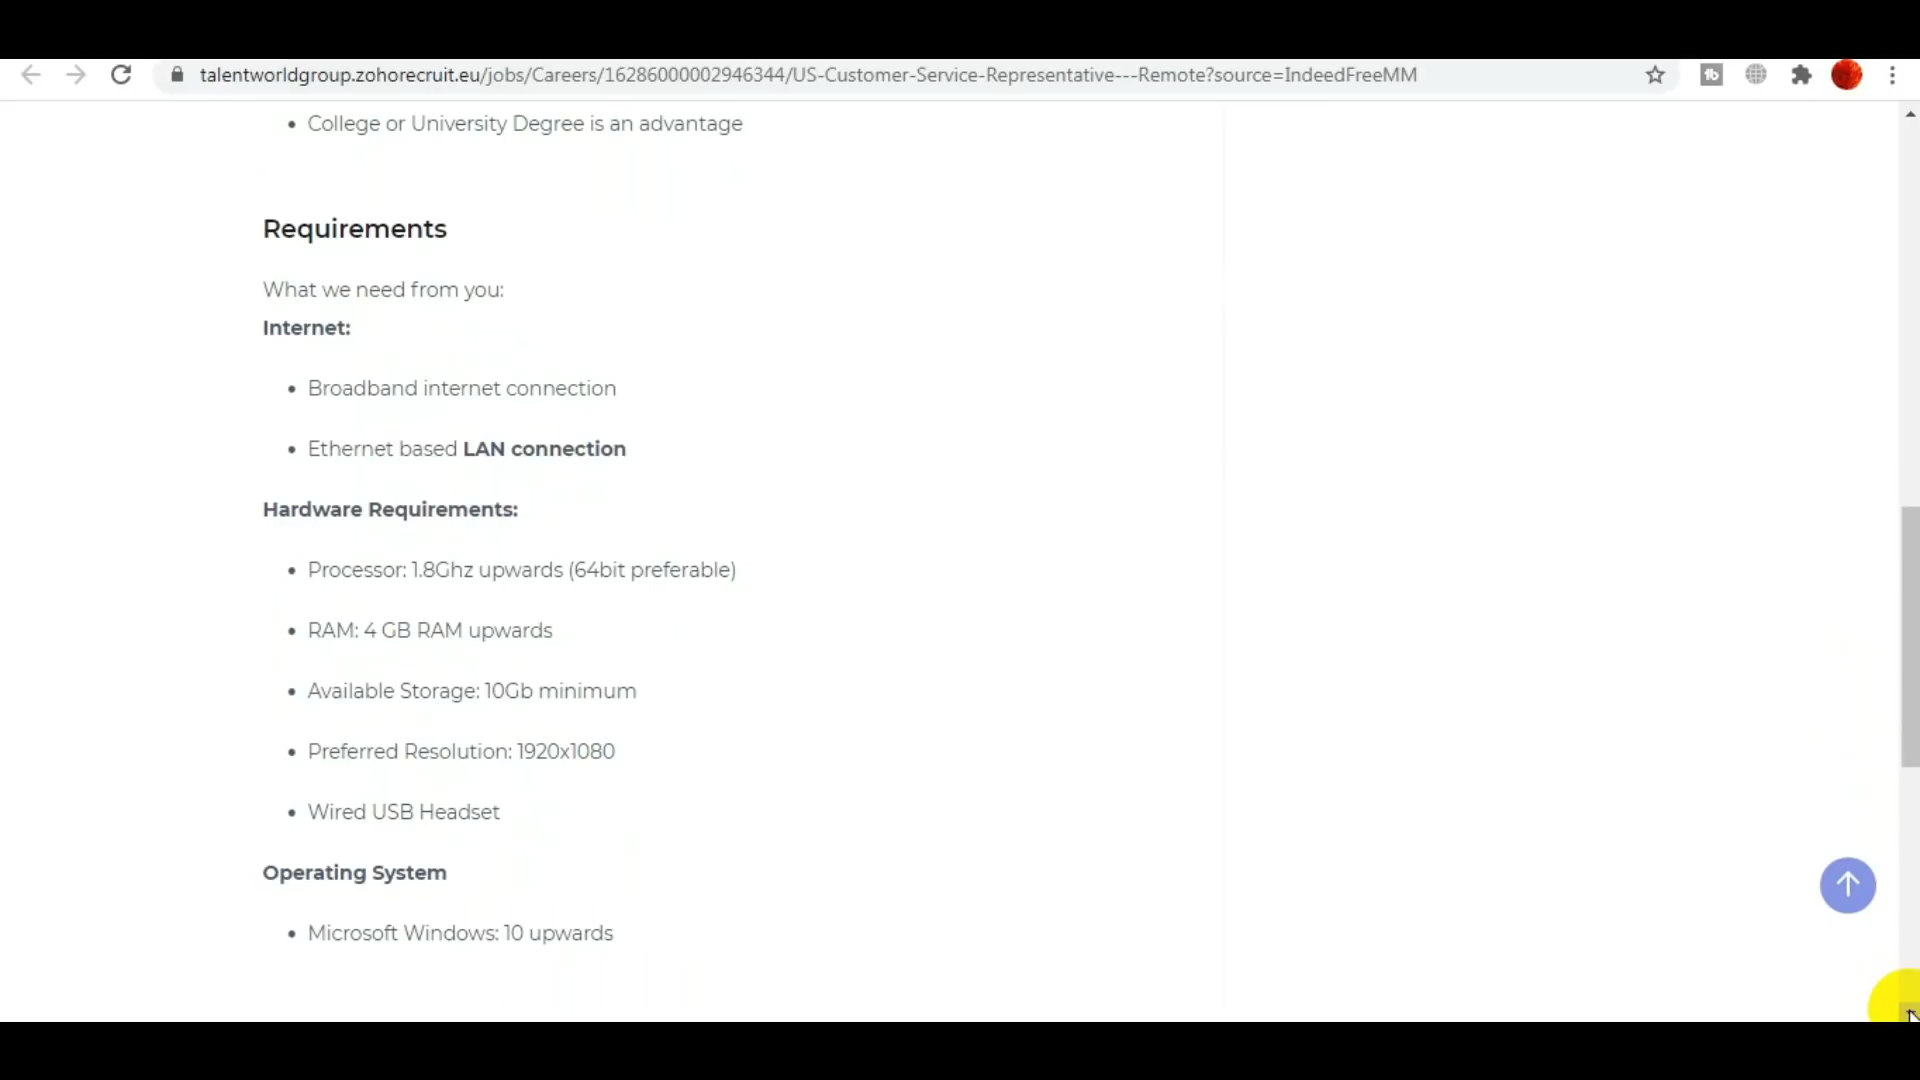 talentworldgroup.zohorecruit.eu/jobs/Careers/16286000002946344/US-Customer-Service-Representative---Remote?source=IndeedFreeMM
College or University Degree is an advantage
Requirements
What we need from you:
Internet:
Broadband internet connection
Ethernet based LAN connection
Hardware Requirements:
Processor: 1.8Ghz upwards (64bit preferable)
RAM: 4 GB RAM upwards
Available Storage: 10Gb minimum
Preferred Resolution: 1920x1080
Wired USB Headset
Operating System
Microsoft Windows: 10 upwards